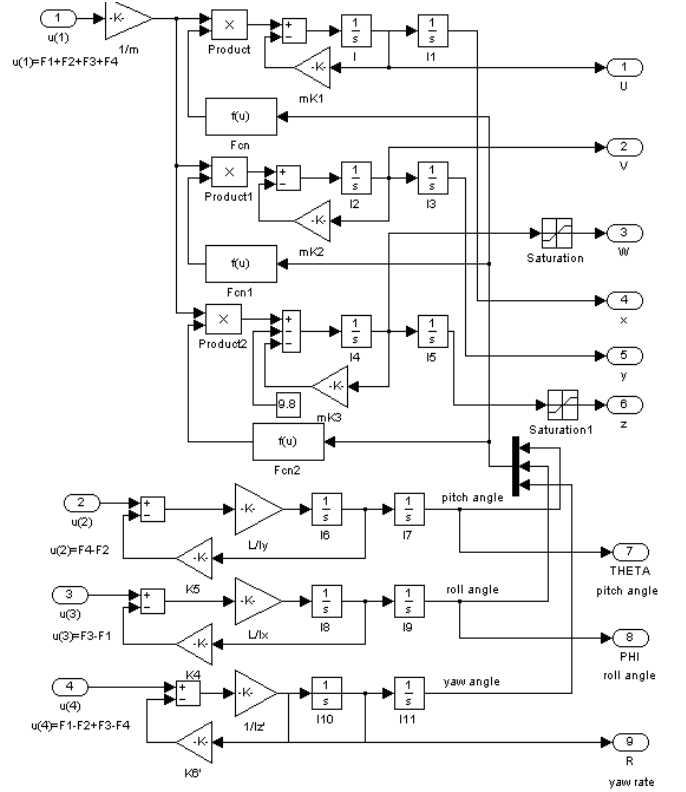 1
-K-
u(1)
1/m
u(1)=F1+F2+F3+F4
×
Product
+
−
1
s
I
1
s
I1
-K-
mK1
1
U
f(u)
Fcn
×
Product1
+
−
1
s
I2
1
s
I3
-K-
mK2
2
V
f(u)
Fcn1
Saturation
3
W
×
Product2
+
−
−
1
s
I4
1
s
I5
-K-
mK3
9.8
4
x
5
y
Saturation1
6
z
f(u)
Fcn2
2
u(2)
u(2)=F4-F2
+
−
-K-
L/Iy
1
s
I6
1
s
I7
pitch angle
-K-
K5
7
THETA
pitch angle
3
u(3)
u(3)=F3-F1
+
−
-K-
L/Ix
1
s
I8
1
s
I9
roll angle
-K-
K4
8
PHI
roll angle
4
u(4)
u(4)=F1-F2+F3-F4
+
−
-K-
1/Iz'
1
s
I10
1
s
I11
yaw angle
-K-
K6'
9
R
yaw rate